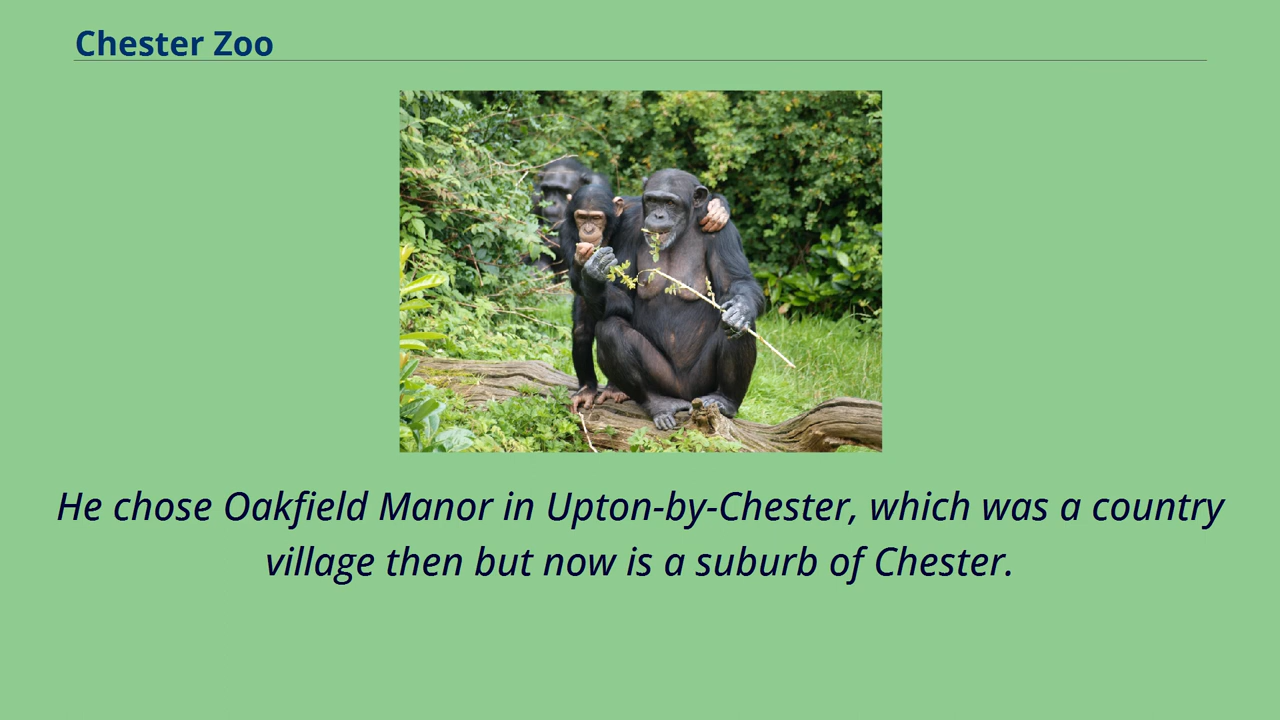 Chester Zoo
He chose Oakfield Manor in Upton-by-Chester, which was a country
village then but now is a suburb of Chester.